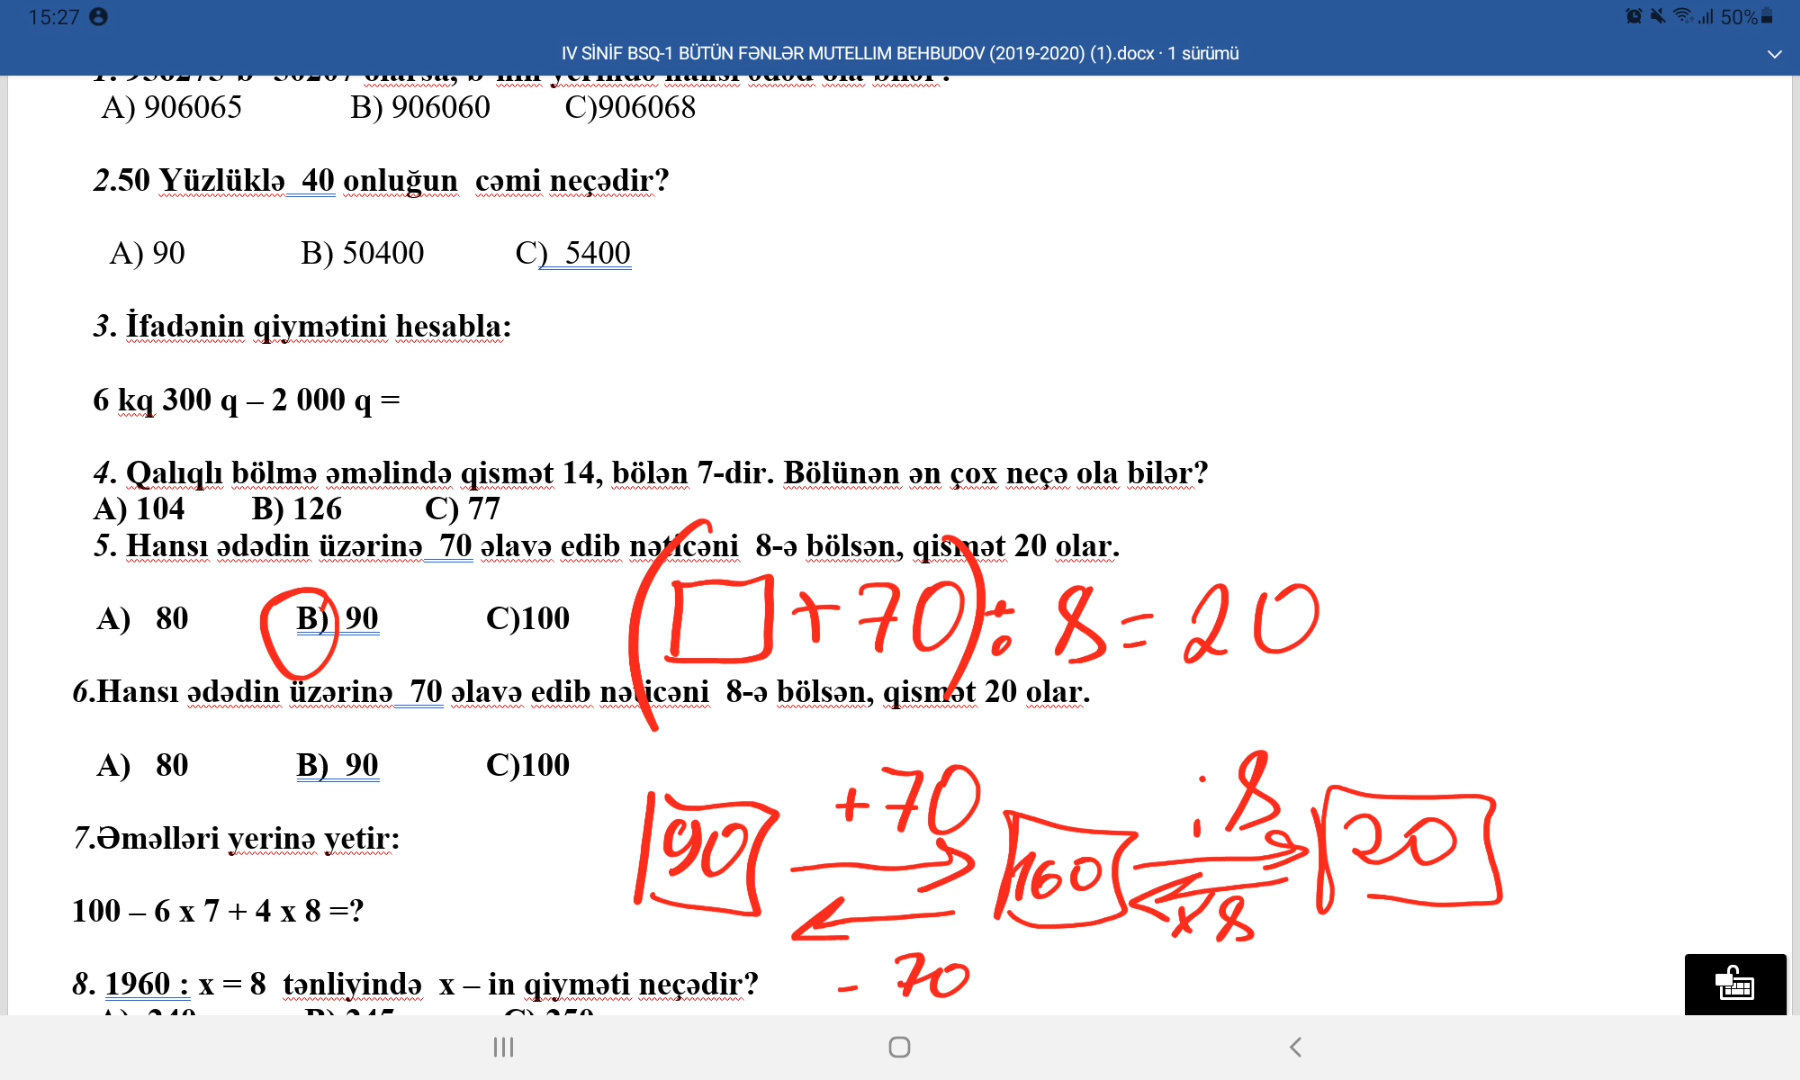 15:27
50%
IV SİNİF BSQ-1 BÜTÜN FƏNLƏR MUTELLIM BEHBUDOV (2019-2020) (1).docx · 1 sürümü
A) 906065 B) 906060 C)906068
2.50 Yüzlüklə 40 onluğun cəmi neçədir?
A) 90 B) 50400 C) 5400
3. İfadənin qiymətini hesabla:
6 kq 300 q – 2 000 q =
4. Qalıqlı bölmə əməlində qismət 14, bölən 7-dir. Bölünən ən çox neçə ola bilər?
A) 104 B) 126 C) 77
5. Hansı ədədin üzərinə 70 əlavə edib nəticəni 8-ə bölsən, qismət 20 olar.
A) 80 B) 90 C)100
( + 70) : 8 = 20
6.Hansı ədədin üzərinə 70 əlavə edib nəticəni 8-ə bölsən, qismət 20 olar.
A) 80 B) 90 C)100
+70 : 8
90 160 20
- 70 x 8
7.Əməlləri yerinə yetir:
100 – 6 x 7 + 4 x 8 =?
8. 1960 : x = 8 tənliyində x – in qiyməti neçədir?